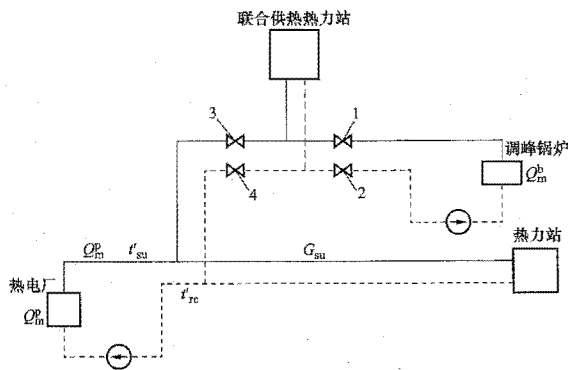 联合供热热力站
3
1
调峰锅炉
Q_m^b
4
2
热力站
Q_m^p
t'_su
G_su
热电厂
t'_re
Q_m^p